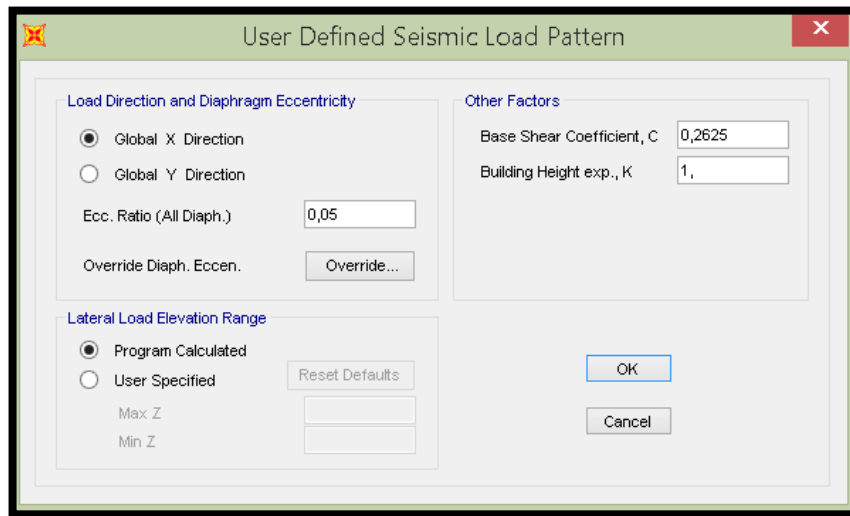 User Defined Seismic Load Pattern
Load Direction and Diaphragm Eccentricity
Global X Direction
Global Y Direction
Ecc. Ratio (All Diaph.) 0,05
Override Diaph. Eccen. Override...
Other Factors
Base Shear Coefficient, C 0,2625
Building Height exp., K 1,
Lateral Load Elevation Range
Program Calculated
User Specified Reset Defaults
Max Z
Min Z
OK
Cancel